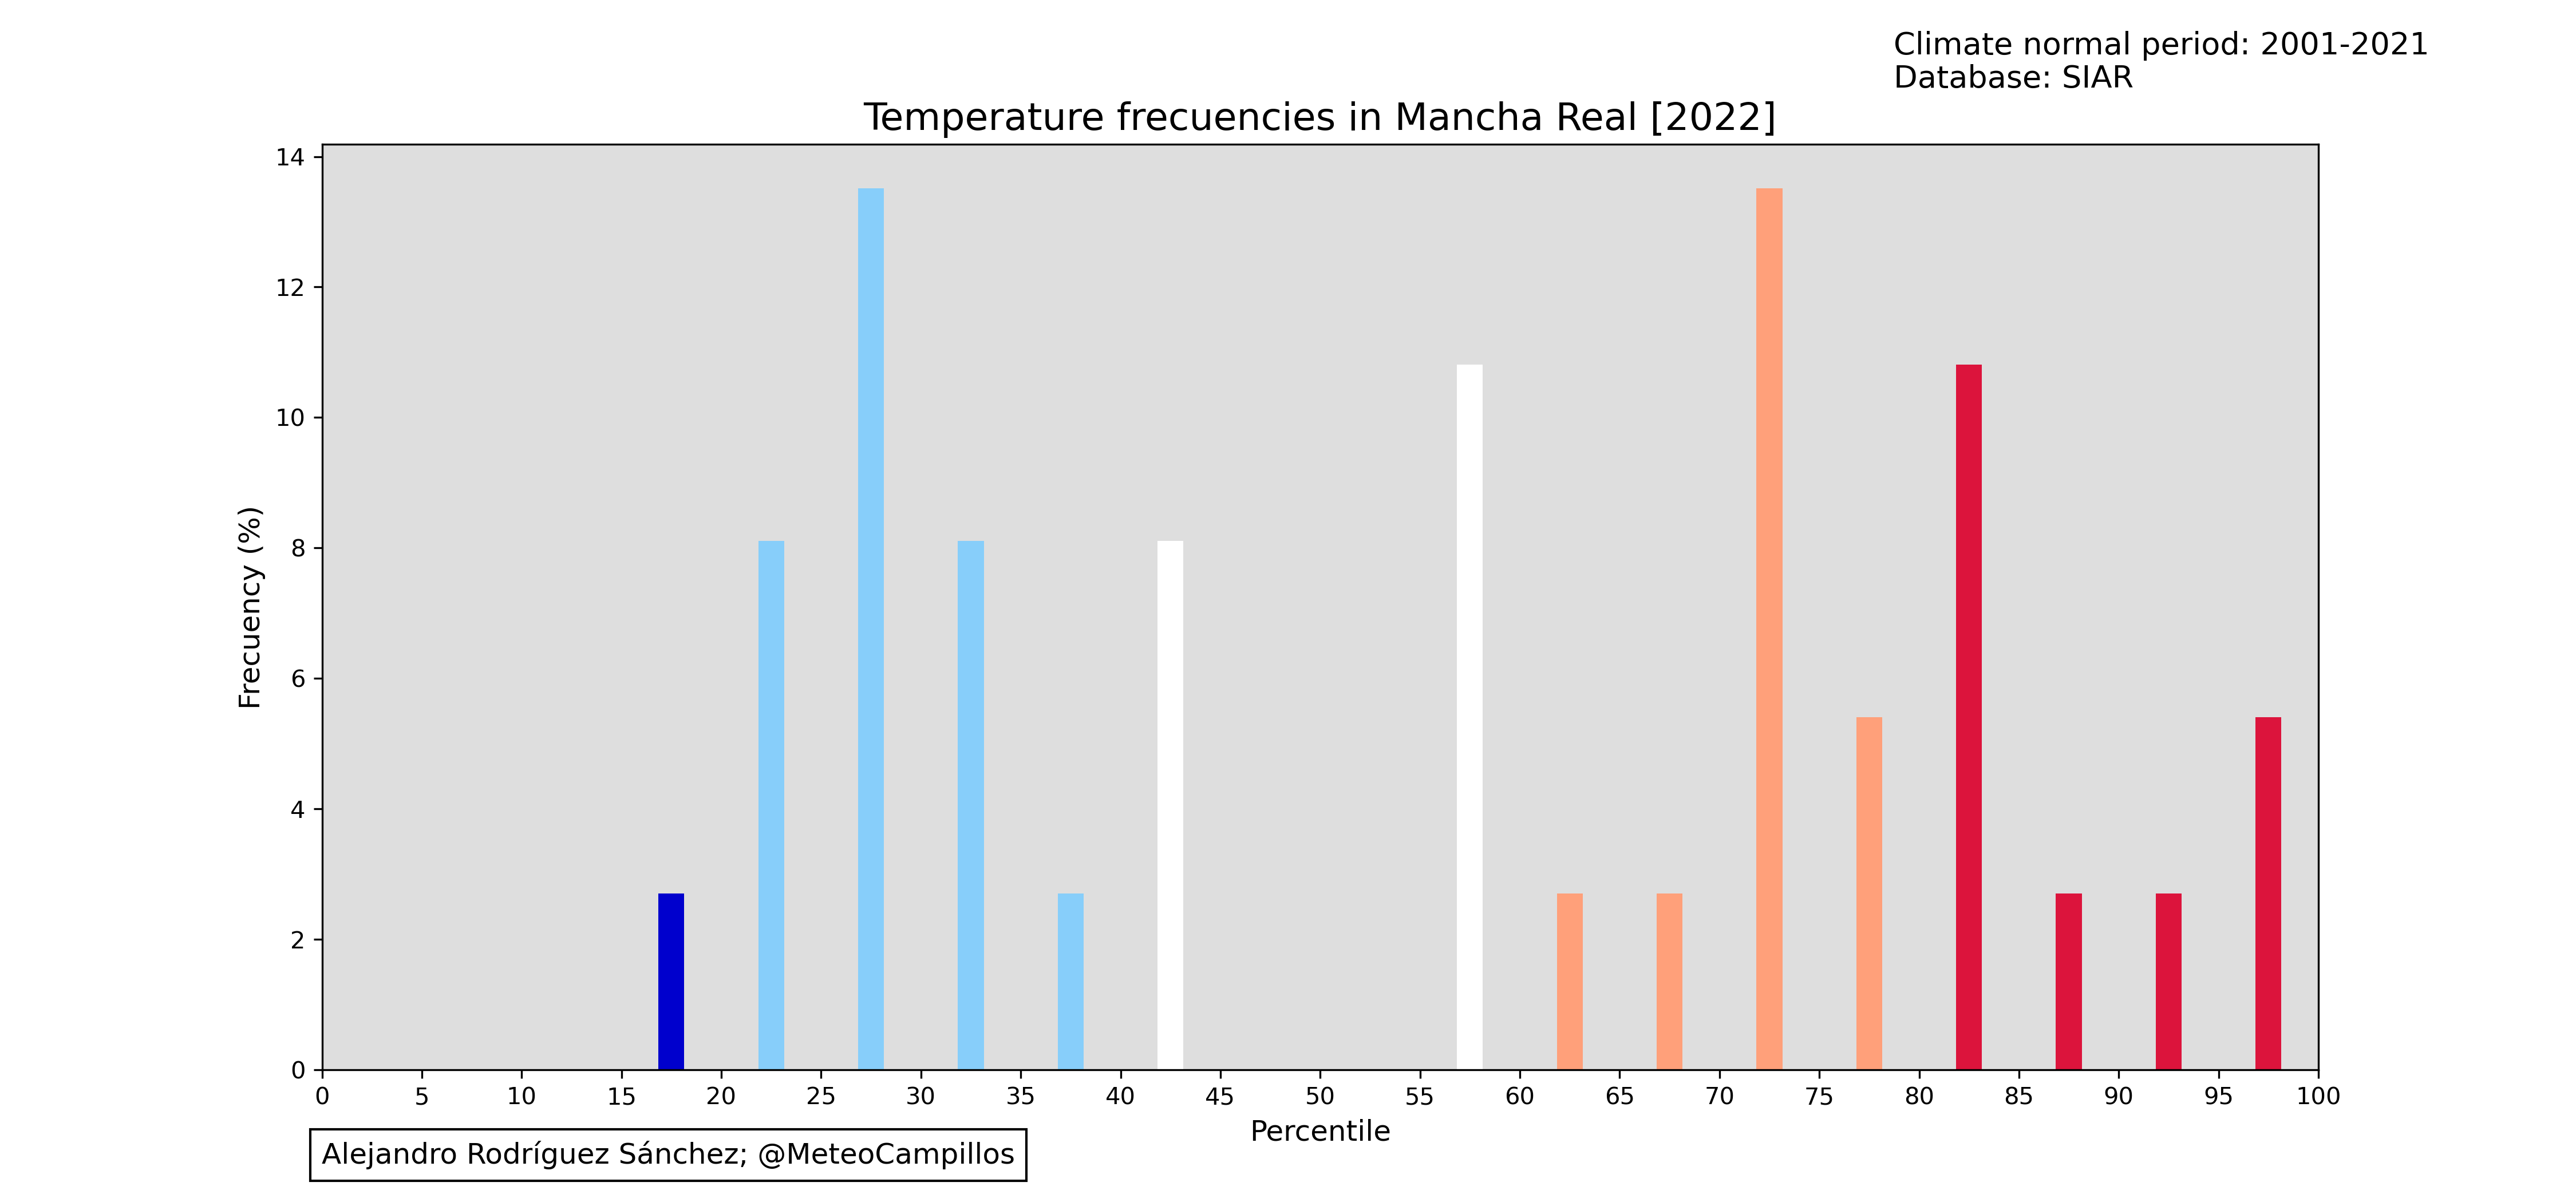 Climate normal period: 2001-2021
Database: SIAR
Temperature frecuencies in Mancha Real [2022]
14
12
10
8
6
4
2
0
Frecuency (%)
0 5 10 15 20 25 30 35 40 45 50 55 60 65 70 75 80 85 90 95 100
Percentile
Alejandro Rodríguez Sánchez; @MeteoCampillos